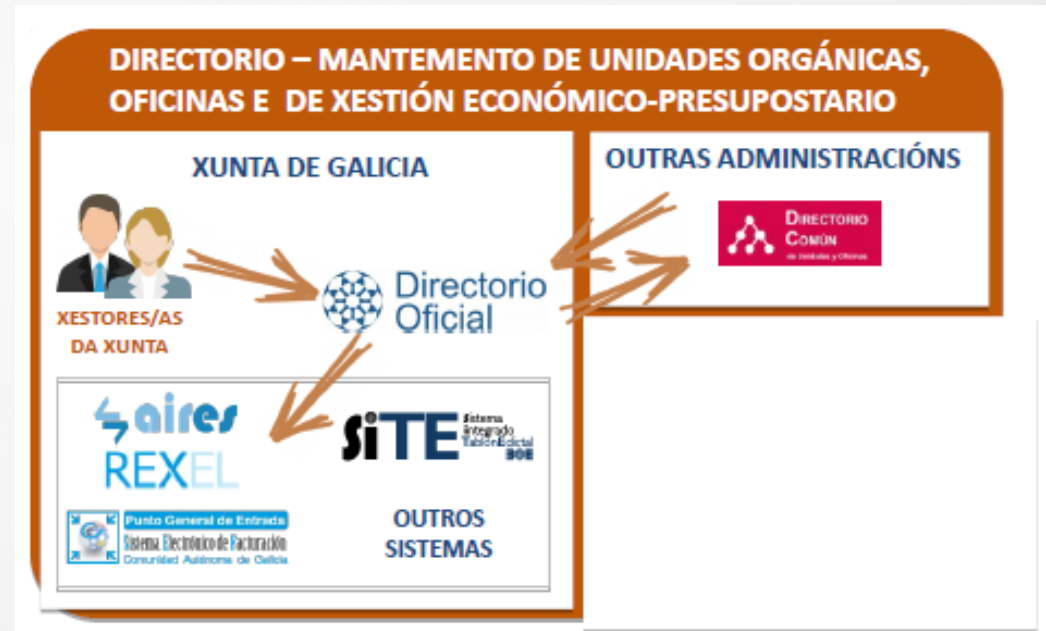 DIRECTORIO – MANTEMENTO DE UNIDADES ORGÁNICAS,
OFICINAS E DE XESTIÓN ECONÓMICO-PRESUPOSTARIO
XUNTA DE GALICIA
OUTRAS ADMINISTRACIÓNS
DIRECTORIO
COMÚN
de Unidades y Oficinas
Directorio
Oficial
XESTORES/AS
DA XUNTA
aires
REXEL
SiTE
Sistema
Integrado
TablónEdictal
BOE
Punto General de Entrada
Sistema Electrónico de Facturación
Comunidad Autónoma de Galicia
OUTROS
SISTEMAS